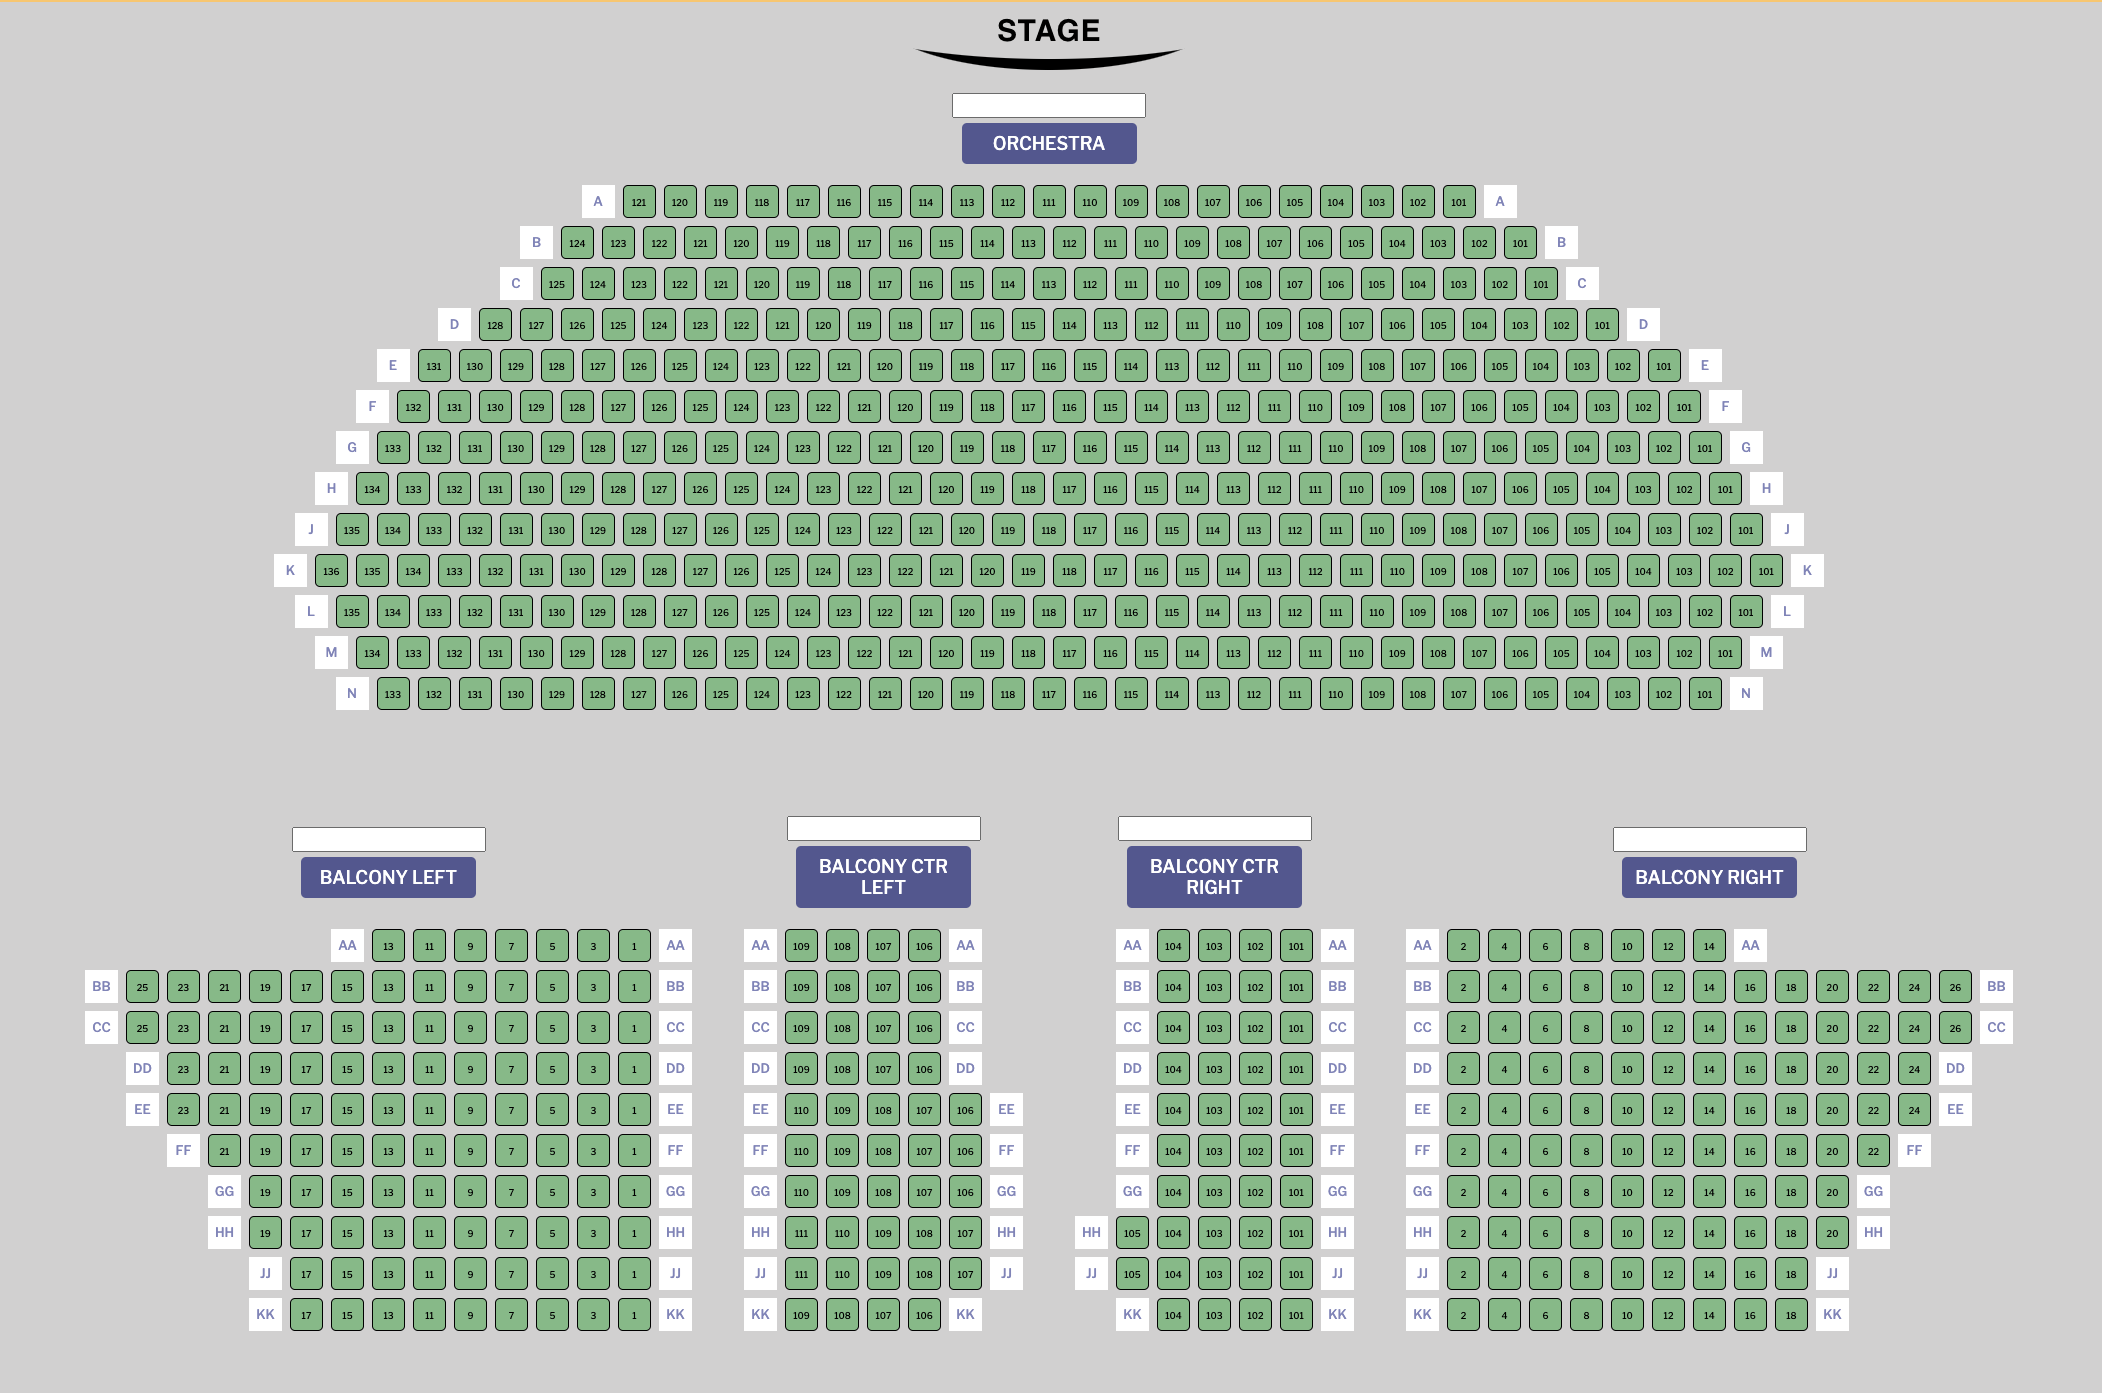 STAGE
ORCHESTRA
A 121 120 119 118 117 116 115 114 113 112 111 110 109 108 107 106 105 104 103 102 101 A
B 124 123 122 121 120 119 118 117 116 115 114 113 112 111 110 109 108 107 106 105 104 103 102 101 B
C 125 124 123 122 121 120 119 118 117 116 115 114 113 112 111 110 109 108 107 106 105 104 103 102 101 C
D 128 127 126 125 124 123 122 121 120 119 118 117 116 115 114 113 112 111 110 109 108 107 106 105 104 103 102 101 D
E 131 130 129 128 127 126 125 124 123 122 121 120 119 118 117 116 115 114 113 112 111 110 109 108 107 106 105 104 103 102 101 E
F 132 131 130 129 128 127 126 125 124 123 122 121 120 119 118 117 116 115 114 113 112 111 110 109 108 107 106 105 104 103 102 101 F
G 133 132 131 130 129 128 127 126 125 124 123 122 121 120 119 118 117 116 115 114 113 112 111 110 109 108 107 106 105 104 103 102 101 G
H 134 133 132 131 130 129 128 127 126 125 124 123 122 121 120 119 118 117 116 115 114 113 112 111 110 109 108 107 106 105 104 103 102 101 H
J 135 134 133 132 131 130 129 128 127 126 125 124 123 122 121 120 119 118 117 116 115 114 113 112 111 110 109 108 107 106 105 104 103 102 101 J
K 136 135 134 133 132 131 130 129 128 127 126 125 124 123 122 121 120 119 118 117 116 115 114 113 112 111 110 109 108 107 106 105 104 103 102 101 K
L 135 134 133 132 131 130 129 128 127 126 125 124 123 122 121 120 119 118 117 116 115 114 113 112 111 110 109 108 107 106 105 104 103 102 101 L
M 134 133 132 131 130 129 128 127 126 125 124 123 122 121 120 119 118 117 116 115 114 113 112 111 110 109 108 107 106 105 104 103 102 101 M
N 133 132 131 130 129 128 127 126 125 124 123 122 121 120 119 118 117 116 115 114 113 112 111 110 109 108 107 106 105 104 103 102 101 N
BALCONY LEFT
AA 13 11 9 7 5 3 1 AA
BB 25 23 21 19 17 15 13 11 9 7 5 3 1 BB
CC 25 23 21 19 17 15 13 11 9 7 5 3 1 CC
DD 23 21 19 17 15 13 11 9 7 5 3 1 DD
EE 23 21 19 17 15 13 11 9 7 5 3 1 EE
FF 21 19 17 15 13 11 9 7 5 3 1 FF
GG 19 17 15 13 11 9 7 5 3 1 GG
HH 19 17 15 13 11 9 7 5 3 1 HH
JJ 17 15 13 11 9 7 5 3 1 JJ
KK 17 15 13 11 9 7 5 3 1 KK
BALCONY CTR
LEFT
AA 109 108 107 106 AA
BB 109 108 107 106 BB
CC 109 108 107 106 CC
DD 109 108 107 106 DD
EE 110 109 108 107 106 EE
FF 110 109 108 107 106 FF
GG 110 109 108 107 106 GG
HH 111 110 109 108 107 HH
JJ 111 110 109 108 107 JJ
KK 109 108 107 106 KK
BALCONY CTR
RIGHT
AA 104 103 102 101 AA
BB 104 103 102 101 BB
CC 104 103 102 101 CC
DD 104 103 102 101 DD
EE 104 103 102 101 EE
FF 104 103 102 101 FF
GG 104 103 102 101 GG
HH 105 104 103 102 101 HH
JJ 105 104 103 102 101 JJ
KK 104 103 102 101 KK
BALCONY RIGHT
AA 2 4 6 8 10 12 14 AA
BB 2 4 6 8 10 12 14 16 18 20 22 24 26 BB
CC 2 4 6 8 10 12 14 16 18 20 22 24 26 CC
DD 2 4 6 8 10 12 14 16 18 20 22 24 DD
EE 2 4 6 8 10 12 14 16 18 20 22 24 EE
FF 2 4 6 8 10 12 14 16 18 20 22 FF
GG 2 4 6 8 10 12 14 16 18 20 GG
HH 2 4 6 8 10 12 14 16 18 20 HH
JJ 2 4 6 8 10 12 14 16 18 JJ
KK 2 4 6 8 10 12 14 16 18 KK